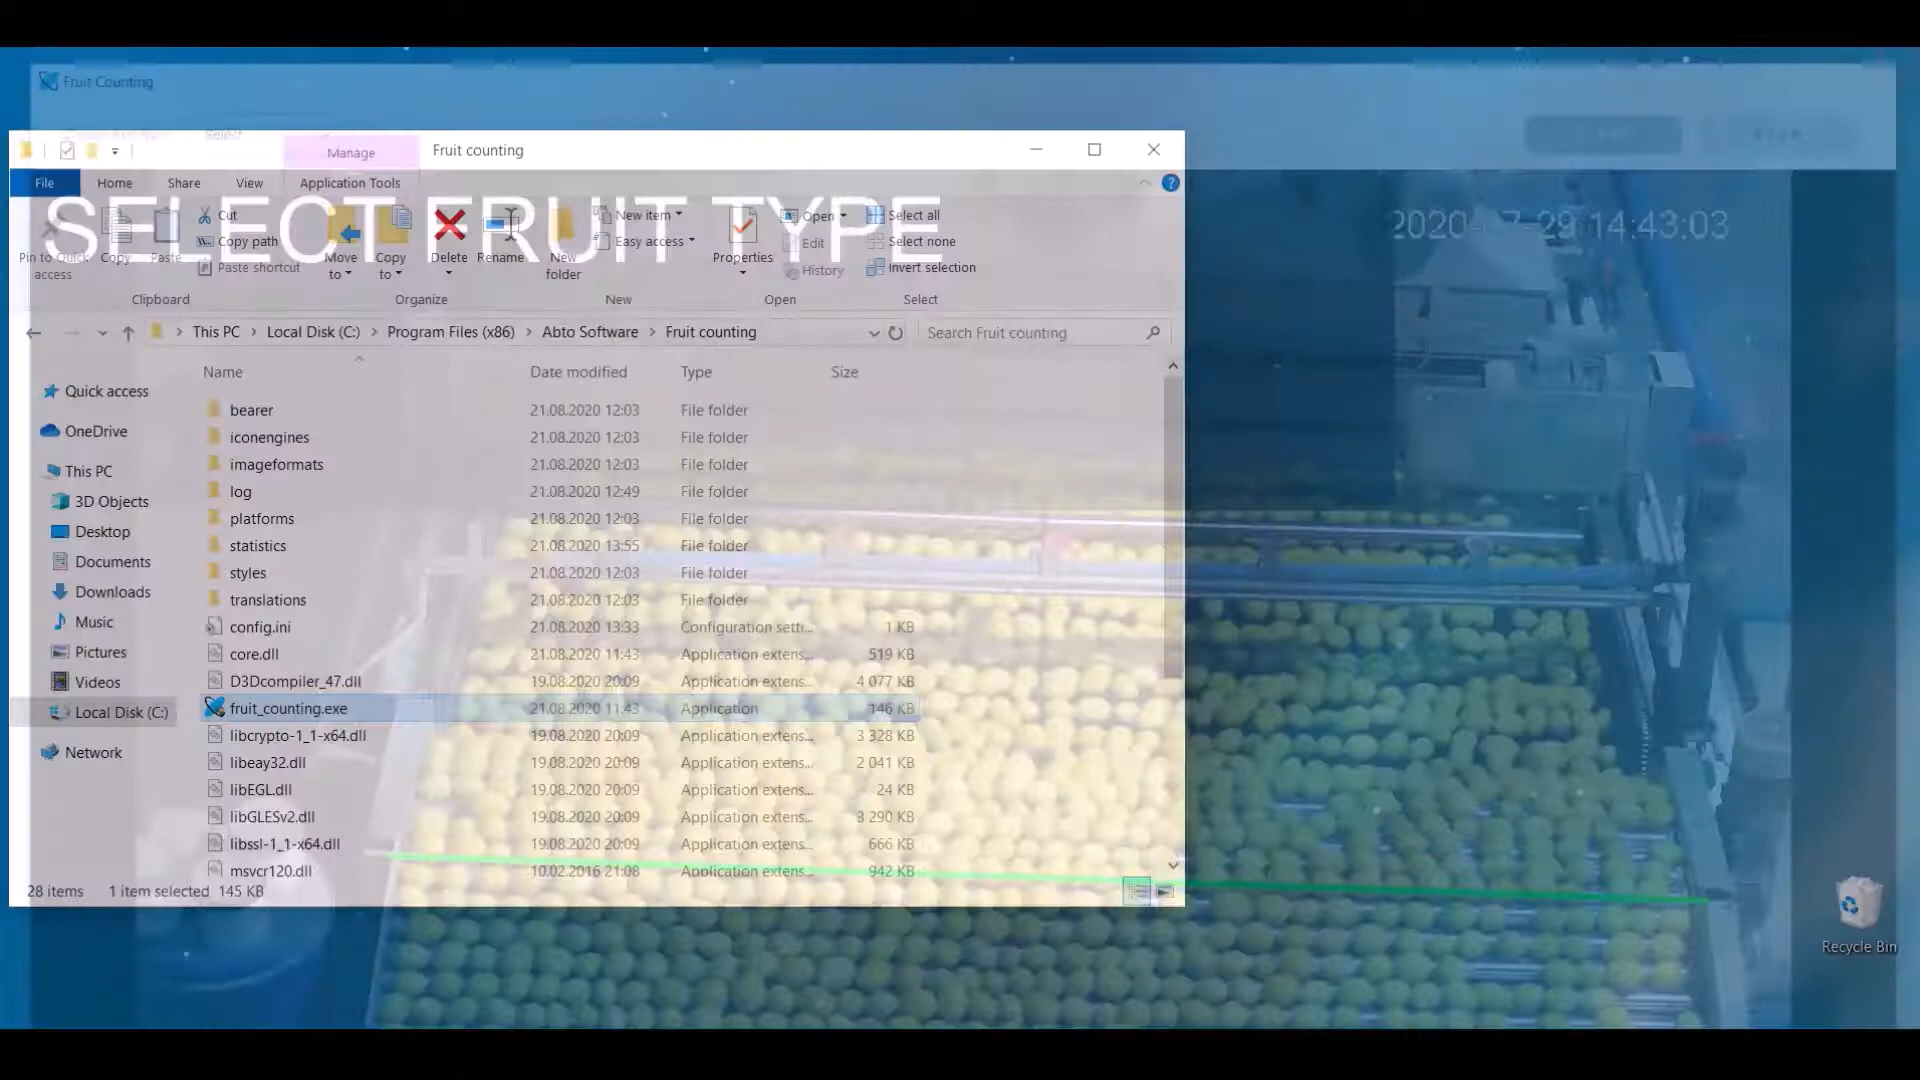 Fruit Counting
Select
Manage
Fruit counting
File Home Share View Application Tools
SELECT FRUIT TYPE
2020-07-29 14:43:03
Pin to Quick access
Copy
Paste
Cut
Copy path
Paste shortcut
Move to
Copy to
Delete
Rename
New folder
New item
Easy access
Properties
Open
Edit
History
Select all
Select none
Invert selection
Clipboard Organize New Open Select
This PC Local Disk (C:) Program Files (x86) Abto Software Fruit counting
Search Fruit counting
Name Date modified Type Size
Quick access
OneDrive
This PC
3D Objects
Desktop
Documents
Downloads
Music
Pictures
Videos
Local Disk (C:)
Network
bearer 21.08.2020 12:03 File folder
iconengines 21.08.2020 12:03 File folder
imageformats 21.08.2020 12:03 File folder
log 21.08.2020 12:49 File folder
platforms 21.08.2020 12:03 File folder
statistics 21.08.2020 13:55 File folder
styles 21.08.2020 12:03 File folder
translations 21.08.2020 12:03 File folder
config.ini 21.08.2020 13:33 Configuration setti... 1 KB
core.dll 21.08.2020 11:43 Application extens... 519 KB
D3Dcompiler_47.dll 19.08.2020 20:09 Application extens... 4 077 KB
fruit_counting.exe 21.08.2020 11:43 Application 146 KB
libcrypto-1_1-x64.dll 19.08.2020 20:09 Application extens... 3 328 KB
libeay32.dll 19.08.2020 20:09 Application extens... 2 041 KB
libEGL.dll 19.08.2020 20:09 Application extens... 24 KB
libGLESv2.dll 19.08.2020 20:09 Application extens... 3 290 KB
libssl-1_1-x64.dll 19.08.2020 20:09 Application extens... 666 KB
msvcr120.dll 10.02.2016 21:08 Application extens... 942 KB
28 items 1 item selected 145 KB
Recycle Bin